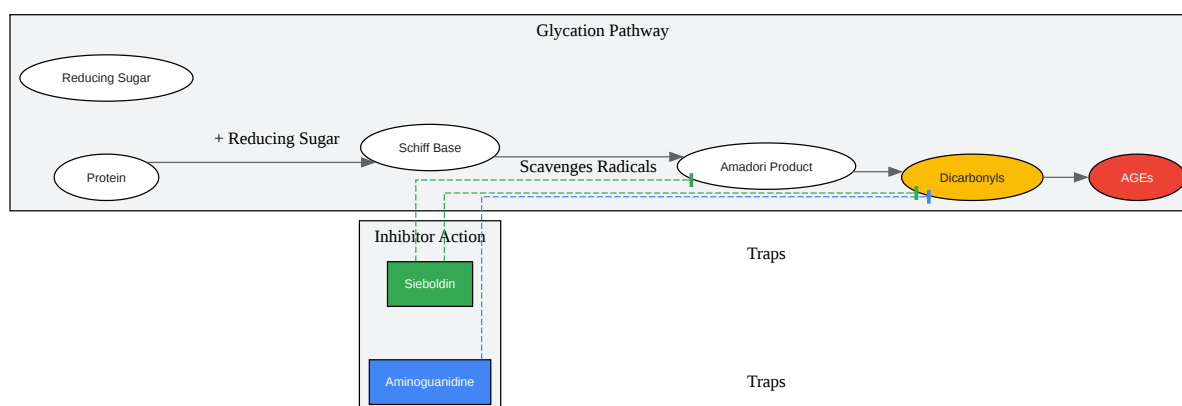 Glycation Pathway
Reducing Sugar
+ Reducing Sugar
Schiff Base
Scavenges Radicals
Amadori Product
Protein
Dicarbonyls
AGEs
Inhibitor Action
Traps
Sieboldin
Aminoguanidine
Traps